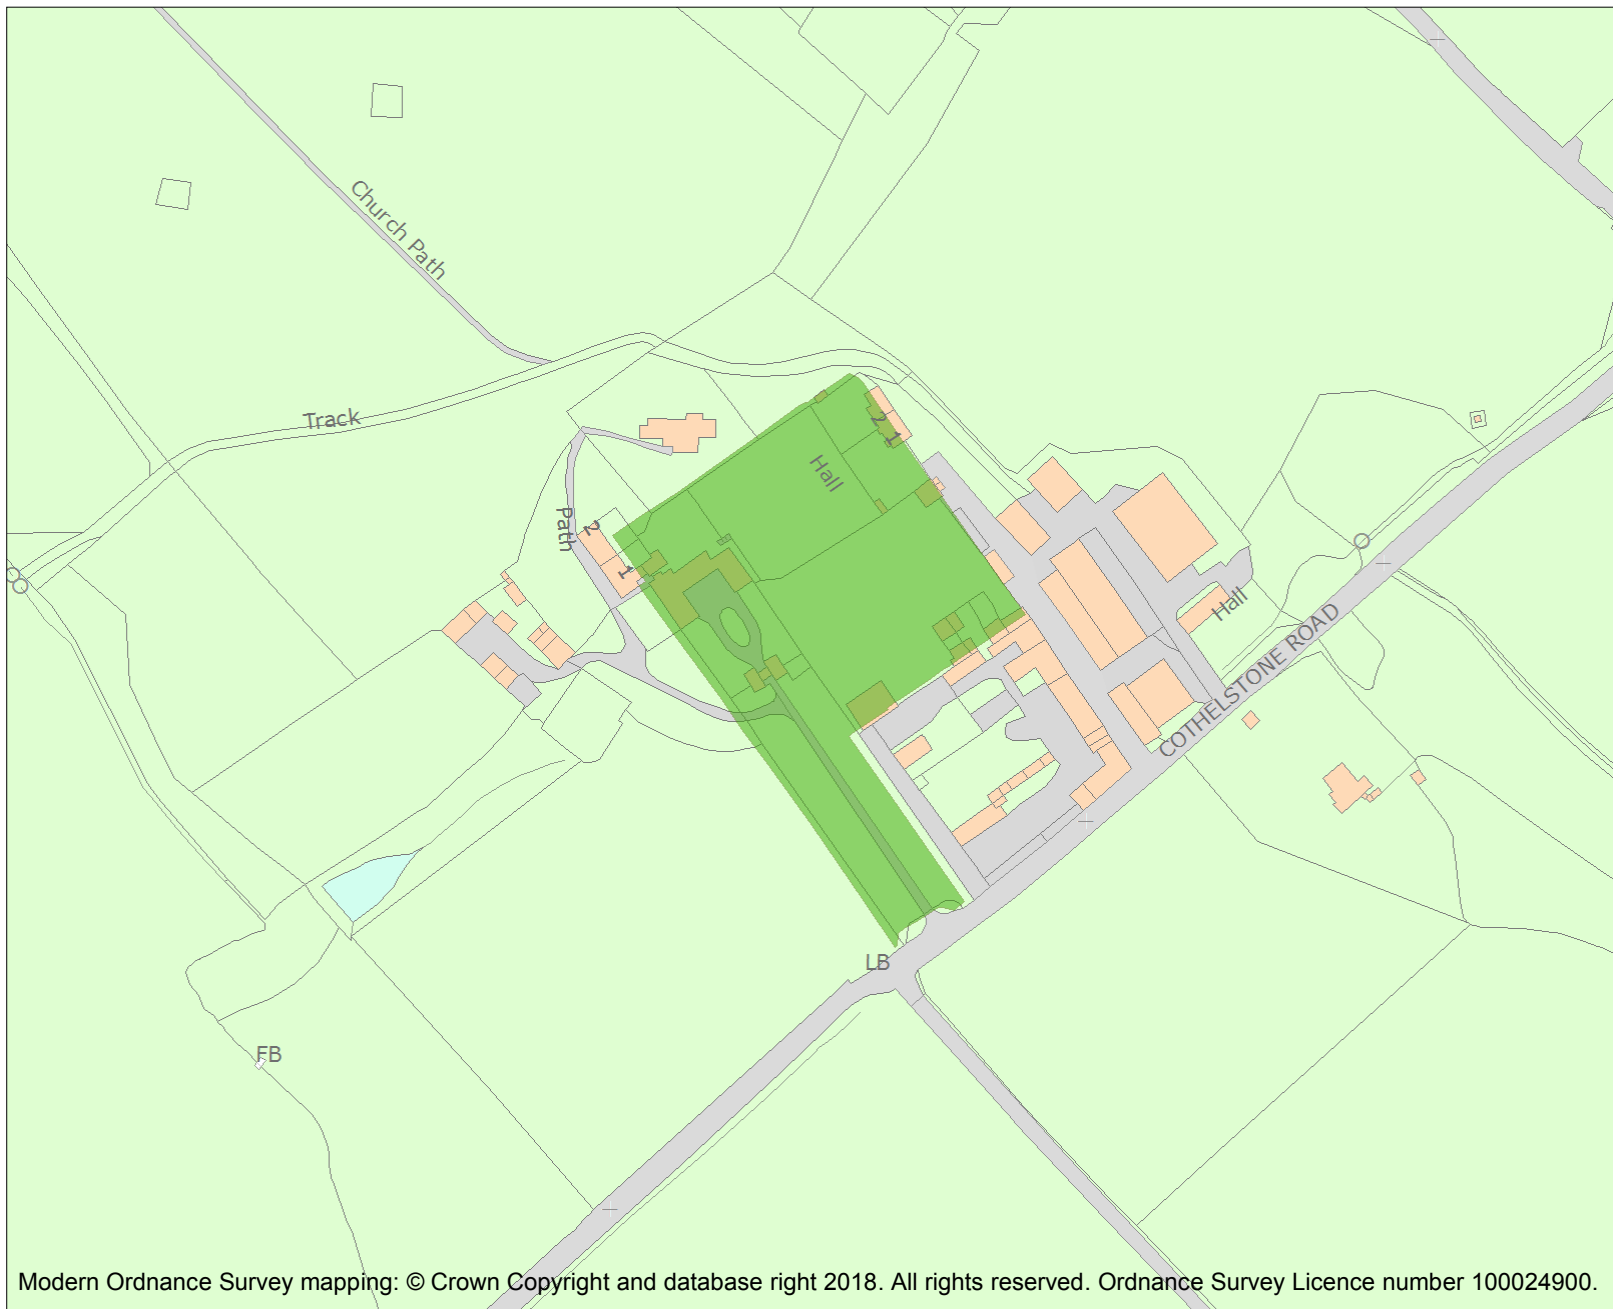 Church Path
Track
Hall
2
1
Path
2
1
Hall
COTHELSTONE ROAD
LB
FB
Modern Ordnance Survey mapping: © Crown Copyright and database right 2018. All rights reserved. Ordnance Survey Licence number 100024900.